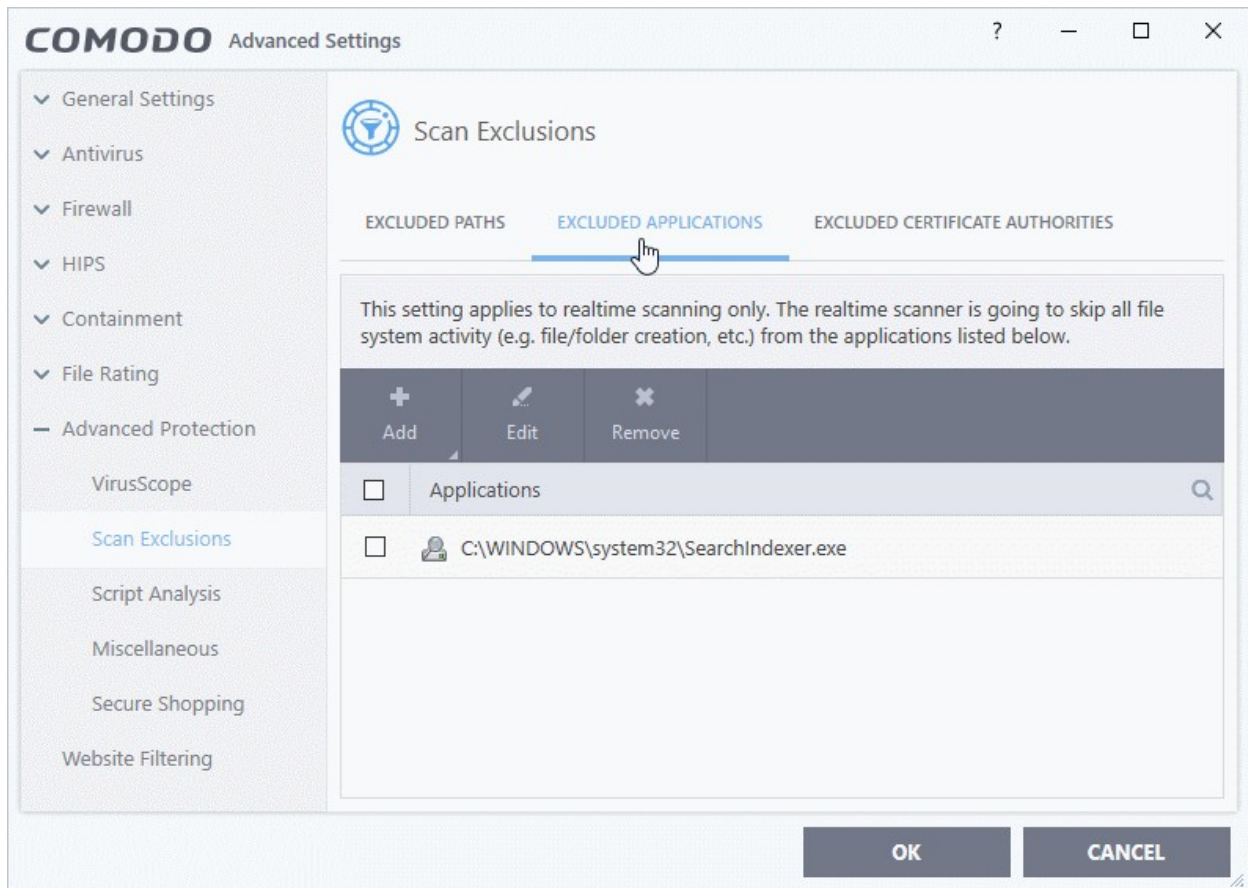 COMODO Advanced Settings ?
General Settings
Antivirus
Firewall
HIPS
Containment
File Rating
Advanced Protection
VirusScope
Scan Exclusions
Script Analysis
Miscellaneous
Secure Shopping
Website Filtering
Scan Exclusions
EXCLUDED PATHS EXCLUDED APPLICATIONS EXCLUDED CERTIFICATE AUTHORITIES
This setting applies to realtime scanning only. The realtime scanner is going to skip all file
system activity (e.g. file/folder creation, etc.) from the applications listed below.
Add Edit Remove
Applications
C:\WINDOWS\system32\SearchIndexer.exe
OK CANCEL